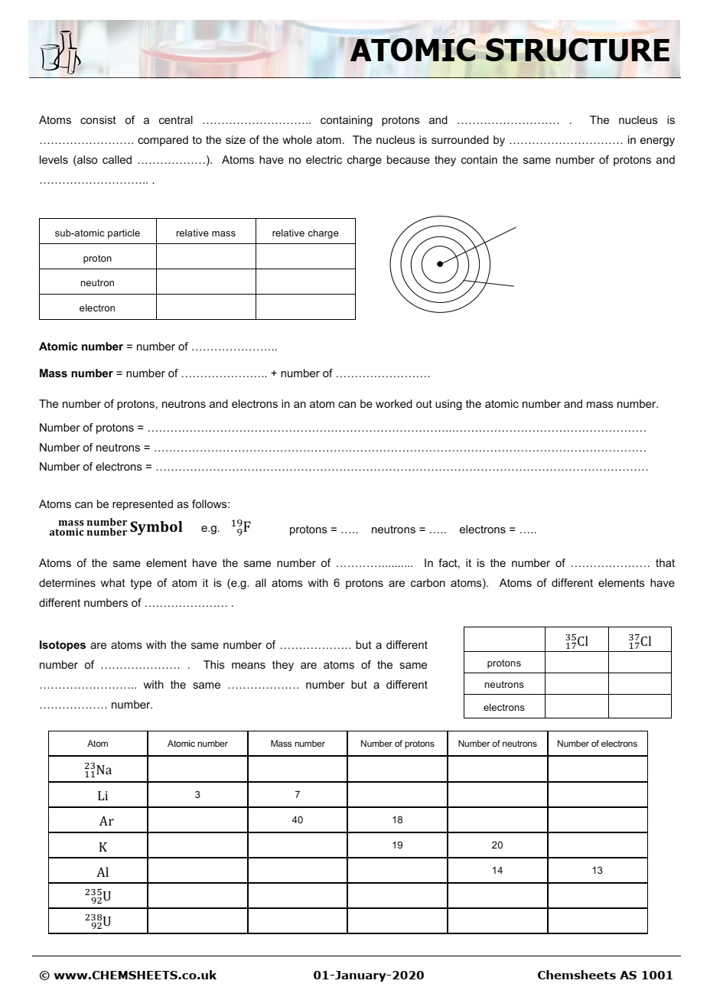 ATOMIC STRUCTURE
Atoms consist of a central ……………………….. containing protons and ……………………… . The nucleus is
……………………. compared to the size of the whole atom. The nucleus is surrounded by ………………………… in energy
levels (also called ………………). Atoms have no electric charge because they contain the same number of protons and
……………………….. .
sub-atomic particle relative mass relative charge
proton
neutron
electron
Atomic number = number of …………………..
Mass number = number of ………………….. + number of …………………….
The number of protons, neutrons and electrons in an atom can be worked out using the atomic number and mass number.
Number of protons = ……………………………………………………………………..……………………………………………
Number of neutrons = …………………………………………………………………………………………………………………
Number of electrons = …………………………………………………………………………………………………………………
Atoms can be represented as follows:
mass number
atomic number Symbol e.g. 19 9 F protons = ….. neutrons = ….. electrons = …..
Atoms of the same element have the same number of ………….......... In fact, it is the number of ………………… that
determines what type of atom it is (e.g. all atoms with 6 protons are carbon atoms). Atoms of different elements have
different numbers of …………………. .
Isotopes are atoms with the same number of ………………. but a different
number of ………………… . This means they are atoms of the same
…………………….. with the same ………………. number but a different
……………… number.
35 17 Cl 37 17 Cl
protons
neutrons
electrons
Atom Atomic number Mass number Number of protons Number of neutrons Number of electrons
23 11 Na
Li 3 7
Ar 40 18
K 19 20
Al 14 13
235 92 U
238 92 U
© www.CHEMSHEETS.co.uk 01-January-2020 Chemsheets AS 1001